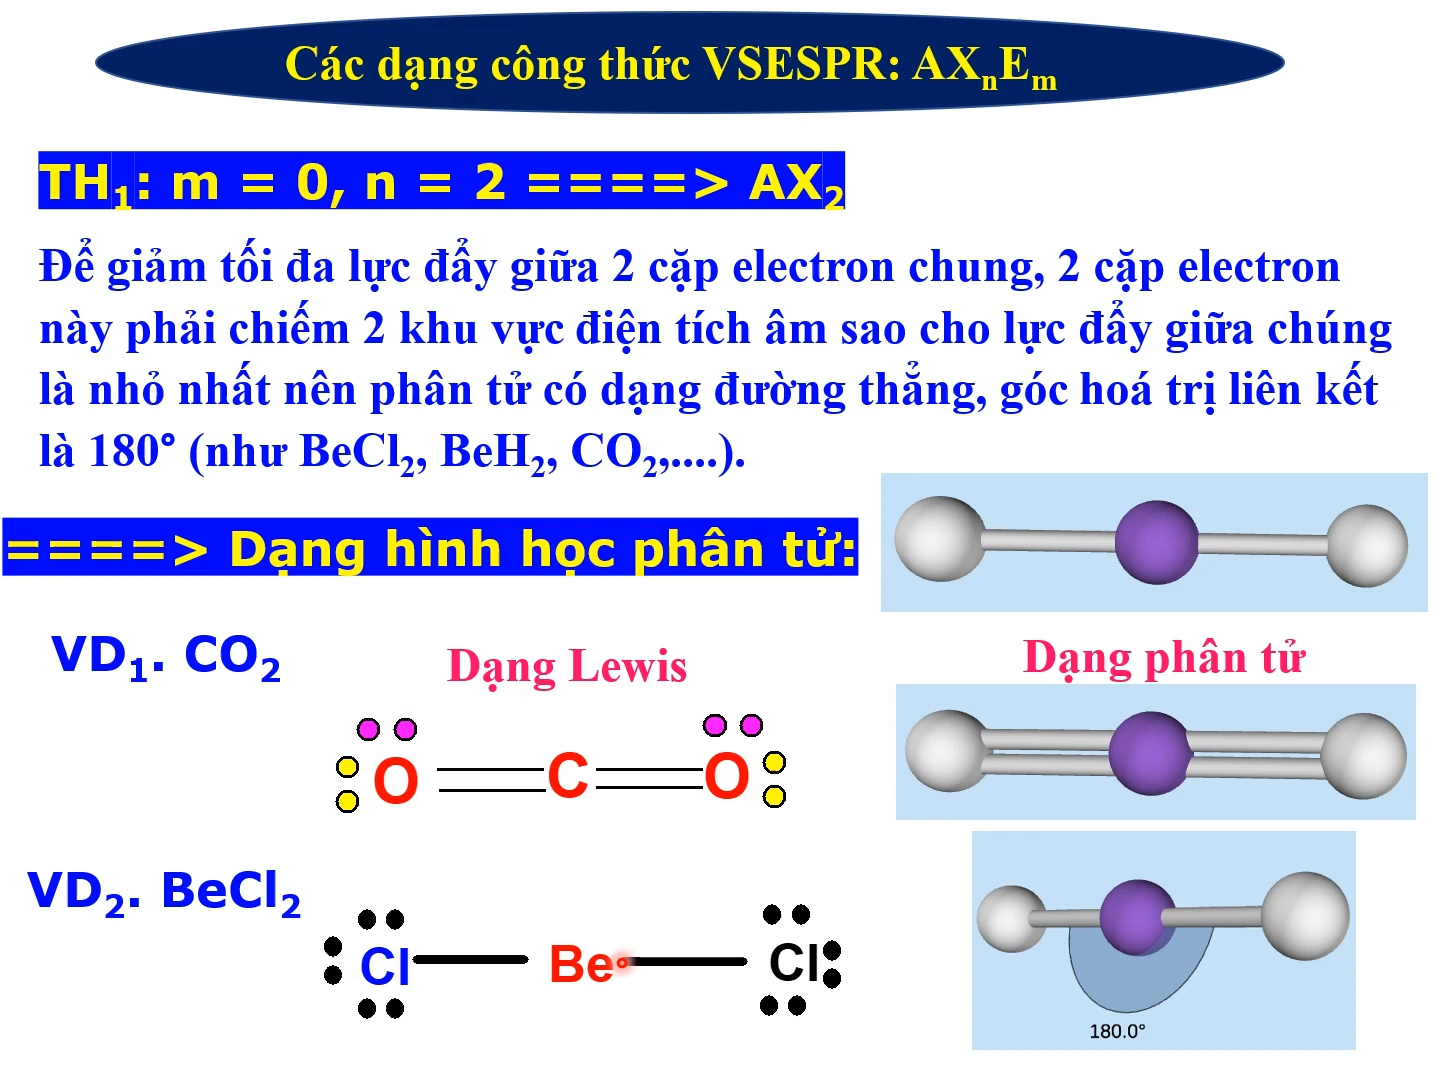 Các dạng công thức VSESPR: AXnEm
TH1: m = 0, n = 2 ====> AX2
Để giảm tối đa lực đẩy giữa 2 cặp electron chung, 2 cặp electron
này phải chiếm 2 khu vực điện tích âm sao cho lực đẩy giữa chúng
là nhỏ nhất nên phân tử có dạng đường thẳng, góc hoá trị liên kết
là 180° (như BeCl2, BeH2, CO2,....).
====> Dạng hình học phân tử:
VD1. CO2
Dạng Lewis
Dạng phân tử
O C O
VD2. BeCl2
Cl Be Cl
180.0°